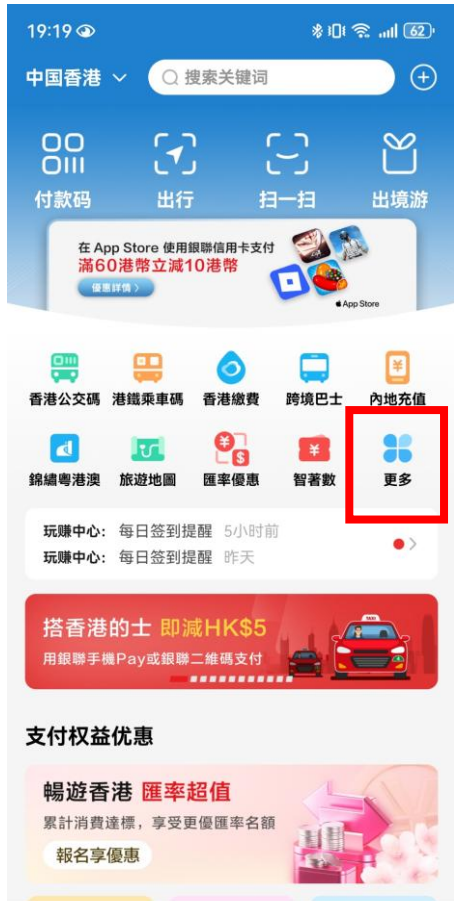 19:19 62
中国香港 搜索关键词
付款码 出行 扫一扫 出境游
在 App Store 使用銀聯信用卡支付
滿60港幣立減10港幣
優惠詳情 >
App Store
香港公交碼 港鐵乘車碼 香港繳費 跨境巴士 內地充值
錦繡粵港澳 旅遊地圖 匯率優惠 智著數 更多
玩赚中心: 每日签到提醒 5小时前
玩赚中心: 每日签到提醒 昨天
搭香港的士 即減HK$5
TAXI
用銀聯手機Pay或銀聯二維碼支付
支付权益优惠
暢遊香港 匯率超值
累計消費達標，享受更優匯率名額
報名享優惠